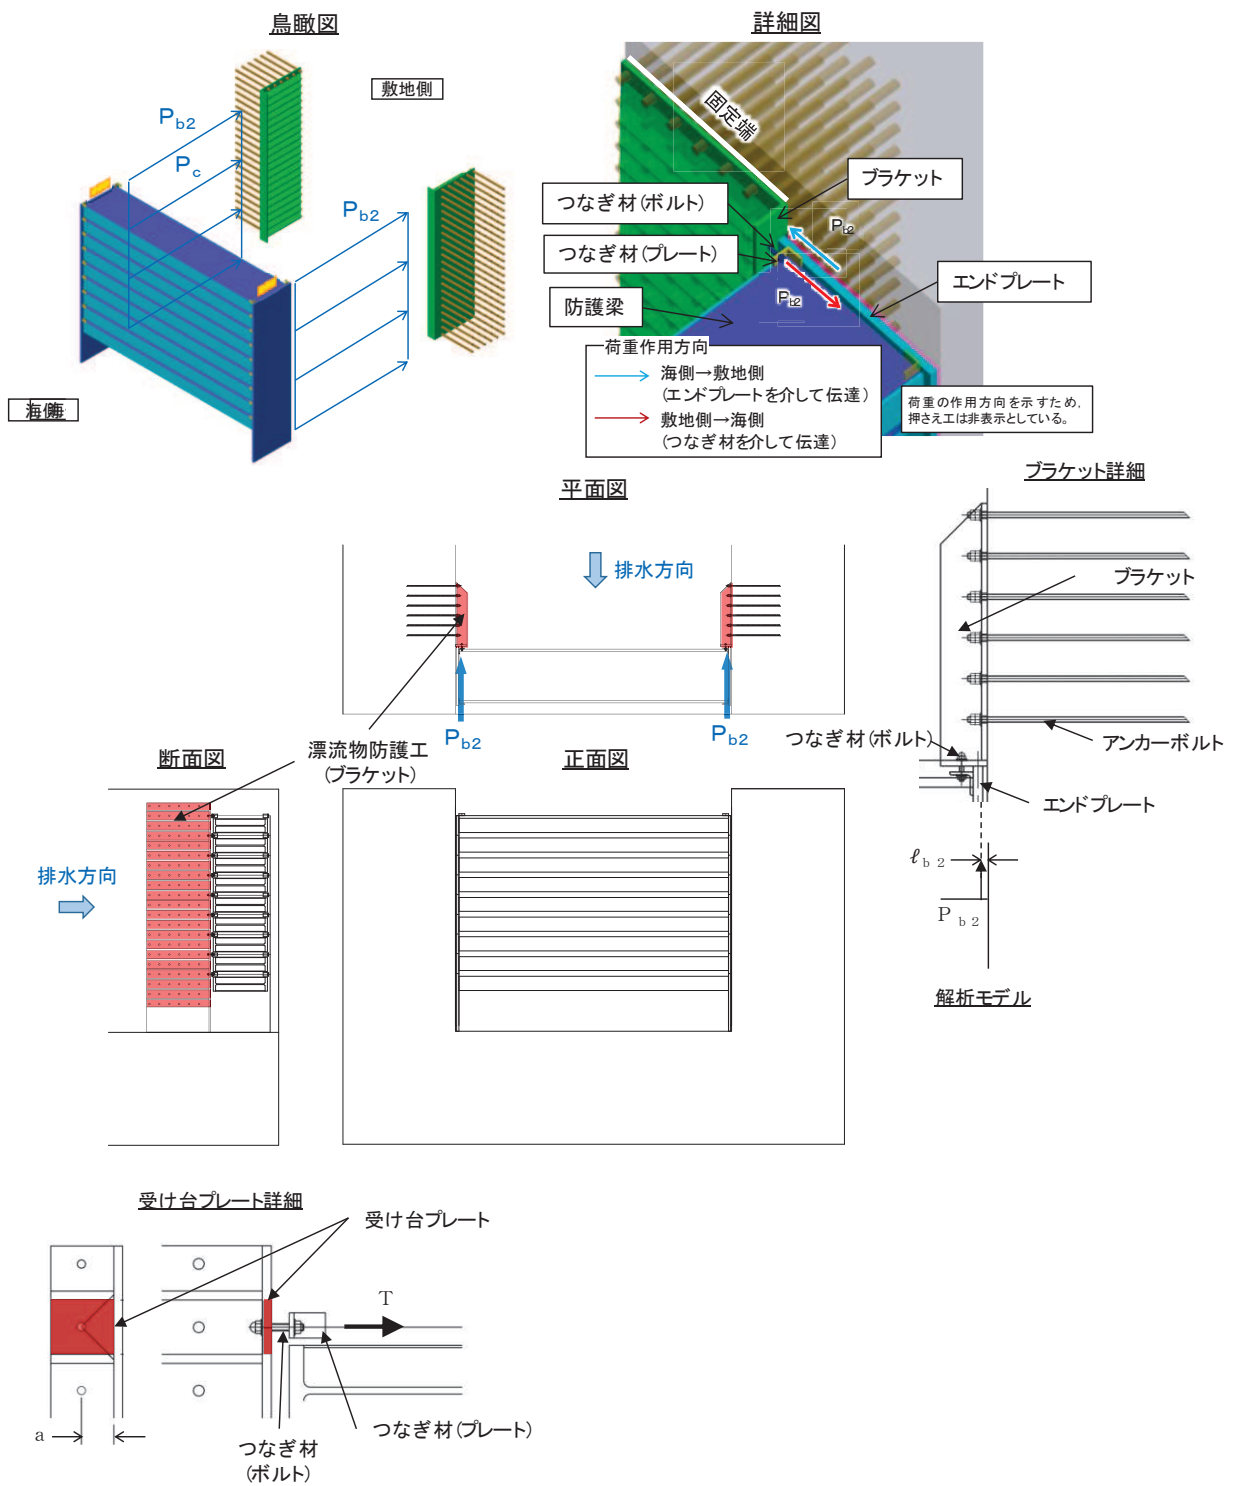 鳥瞰図
敷地側
Pb2
Pc
Pb2
海側
詳細図
固定端
ブラケット
つなぎ材(ボルト)
Pb2
つなぎ材(プレート)
エンドプレート
Pb2
防護梁
荷重作用方向
海側→敷地側
(エンドプレートを介して伝達)
敷地側→海側
(つなぎ材を介して伝達)
荷重の作用方向を示すため,
押さえ工は非表示としている。
平面図
排水方向
Pb2
Pb2
漂流物防護工
(ブラケット)
ブラケット詳細
ブラケット
つなぎ材(ボルト)
アンカーボルト
エンドプレート
ℓb2
Pb2
解析モデル
断面図
排水方向
正面図
受け台プレート詳細
受け台プレート
T
a
つなぎ材
(ボルト)
つなぎ材(プレート)